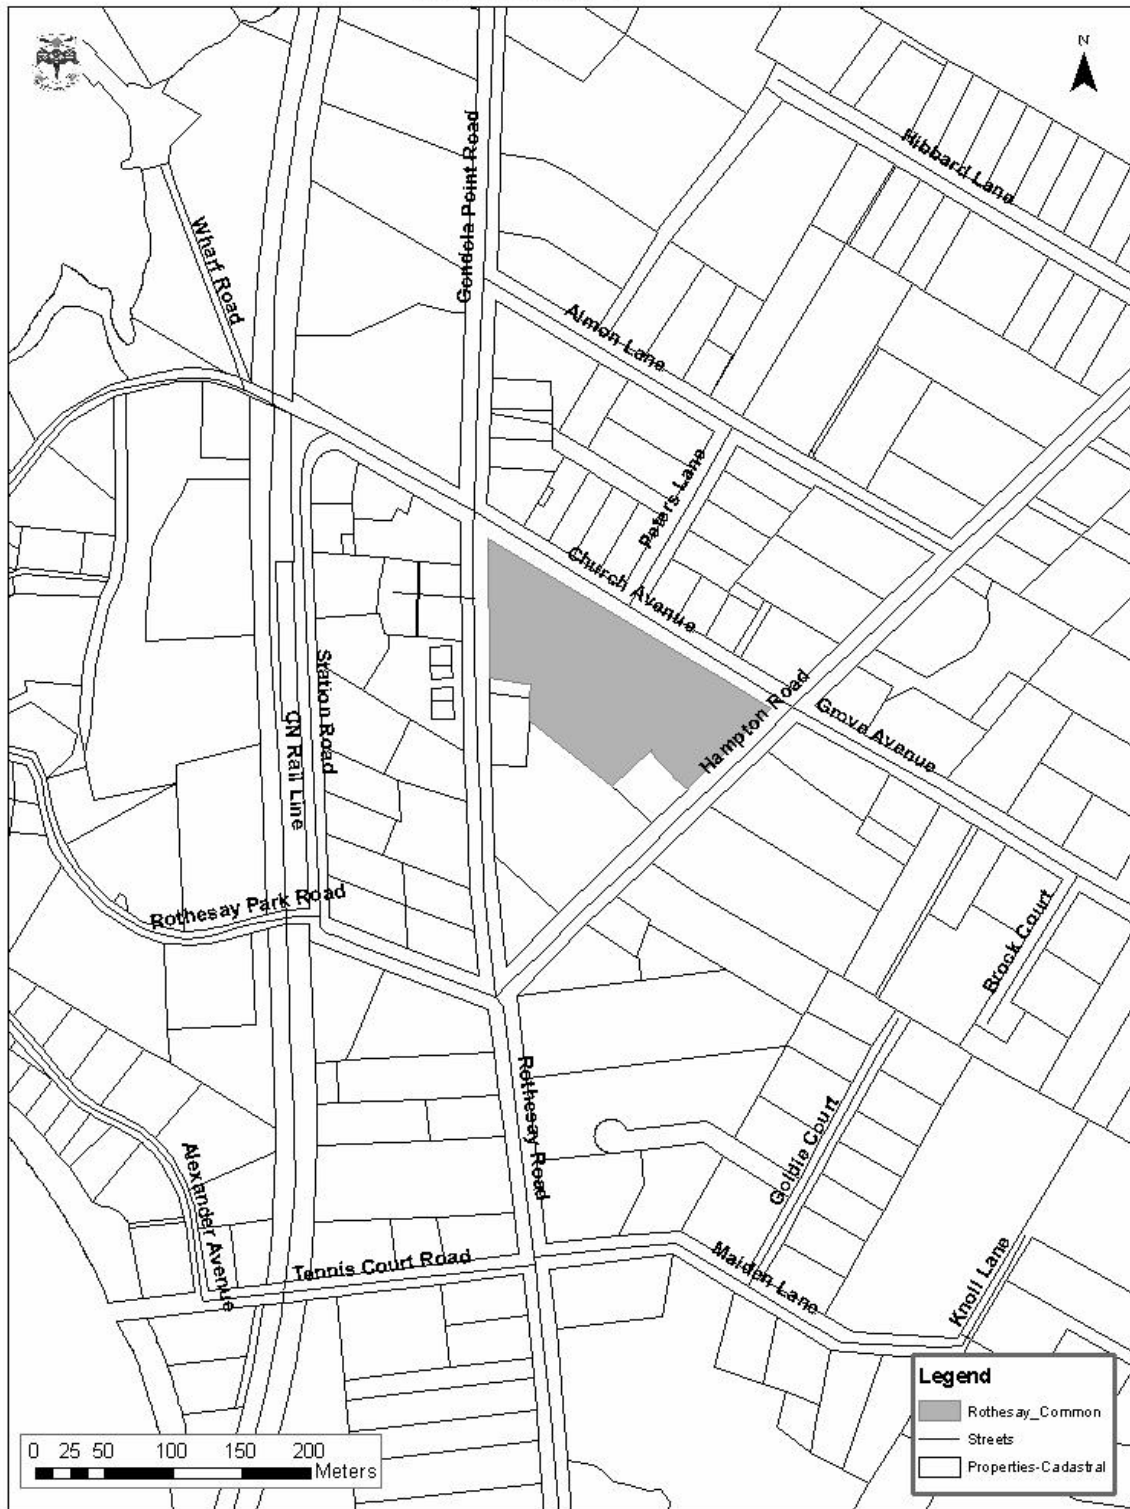 N
Hibbard Lane
Gondola Point Road
Wharf Road
Almon Lane
Peters Lane
Church Avenue
Station Road
CN Rail Line
Hampton Road
Grove Avenue
Rothesay Park Road
Brock Court
Rothesay Road
Goldie Court
Alexander Avenue
Tennis Court Road
Maiden Lane
Knoll Lane
Legend
Rothesay_Common
Streets
Properties-Cadastral
0 25 50 100 150 200
Meters